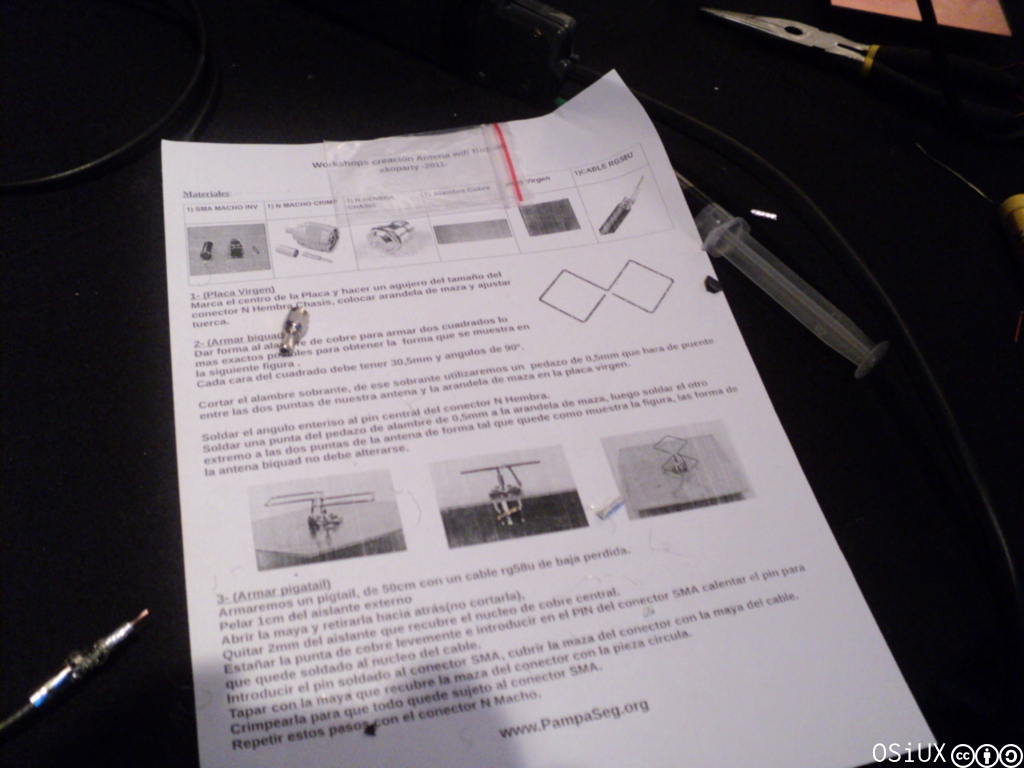 Workshops creación Antena wifi
ekoparty -2011-
Materiales:
1) SMA MACHO INV 1) N MACHO CRIMP 1) N HEMBRA CHASIS 1) Alambre Cobre Virgen 1)CABLE RG58U
1- (Placa Virgen)
Marca el centro de la Placa y hacer un agujero del tamaño del
conector N Hembra Chasis, colocar arandela de maza y ajustar
tuerca.
2- (Armar biquad)
Dar forma al alambre de cobre para armar dos cuadrados lo
mas exactos posibles para obtener la forma que se muestra en
la siguiente figura .
Cada cara del cuadrado debe tener 30,5mm y angulos de 90º.
Cortar el alambre sobrante, de ese sobrante utilizaremos un pedazo de 0,5mm que hara de puente
entre las dos puntas de nuestra antena y la arandela de maza en la placa virgen.
Soldar el angulo enteriso al pin central del conector N Hembra.
Soldar una punta del pedazo de alambre de 0,5mm a la arandela de maza, luego soldar el otro
extremo a las dos puntas de la antena de forma tal que quede como muestra la figura, las formas de
la antena biquad no debe alterarse.
3- (Armar pigatail)
Armaremos un pigtail, de 50cm con un cable rg58u de baja perdida.
Pelar 1cm del aislante externo
Abrir la maya y retirarla hacia atrás(no cortarla),
Quitar 2mm del aislante que recubre el nucleo de cobre central.
Estañar la punta de cobre levemente e introducir en el PIN del conector SMA calentar el pin para
que quede soldado al nucleo del cable.
Introducir el pin soldado al conector SMA, cubrir la maza del conector con la maya del cable.
Tapar con la maya que recubre la maza del conector con la pieza circula.
Crimpearla para que todo quede sujeto al conector SMA.
Repetir estos pasos con el conector N Macho.
www.PampaSeg.org
OSiUX